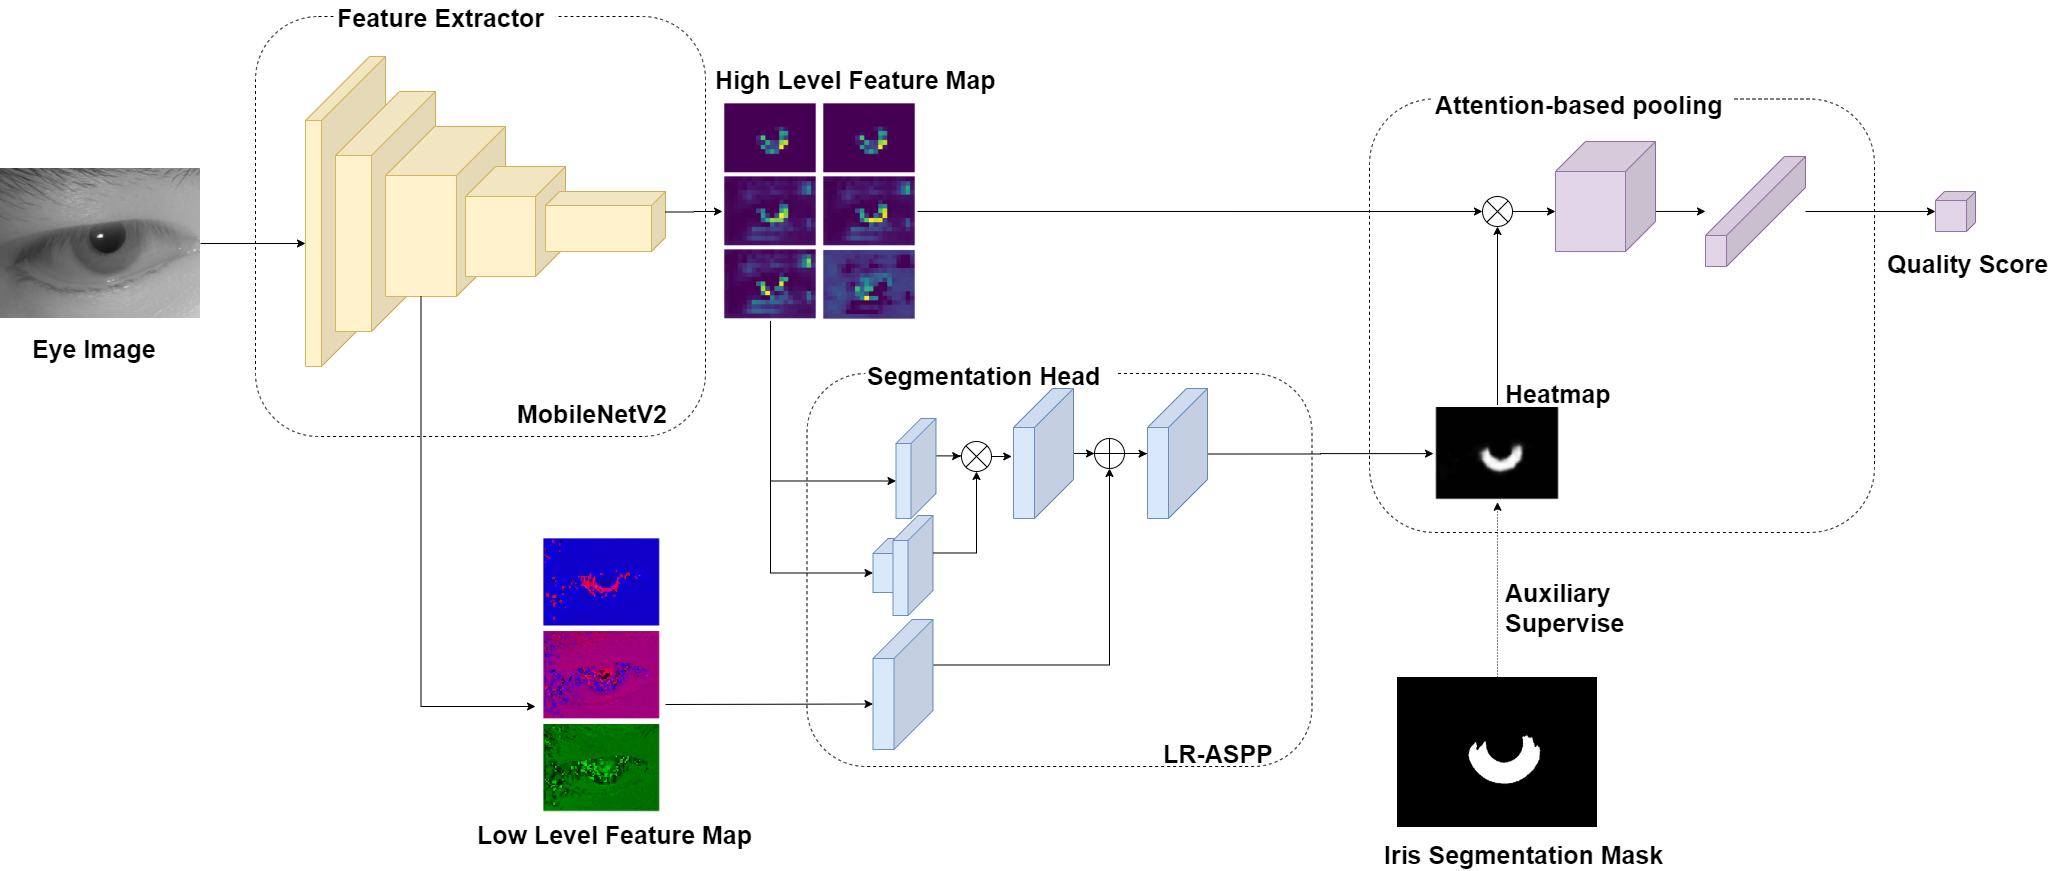 Feature Extractor
High Level Feature Map
Attention-based pooling
Quality Score
Eye Image
MobileNetV2
Segmentation Head
Heatmap
Auxiliary
Supervise
LR-ASPP
Low Level Feature Map
Iris Segmentation Mask